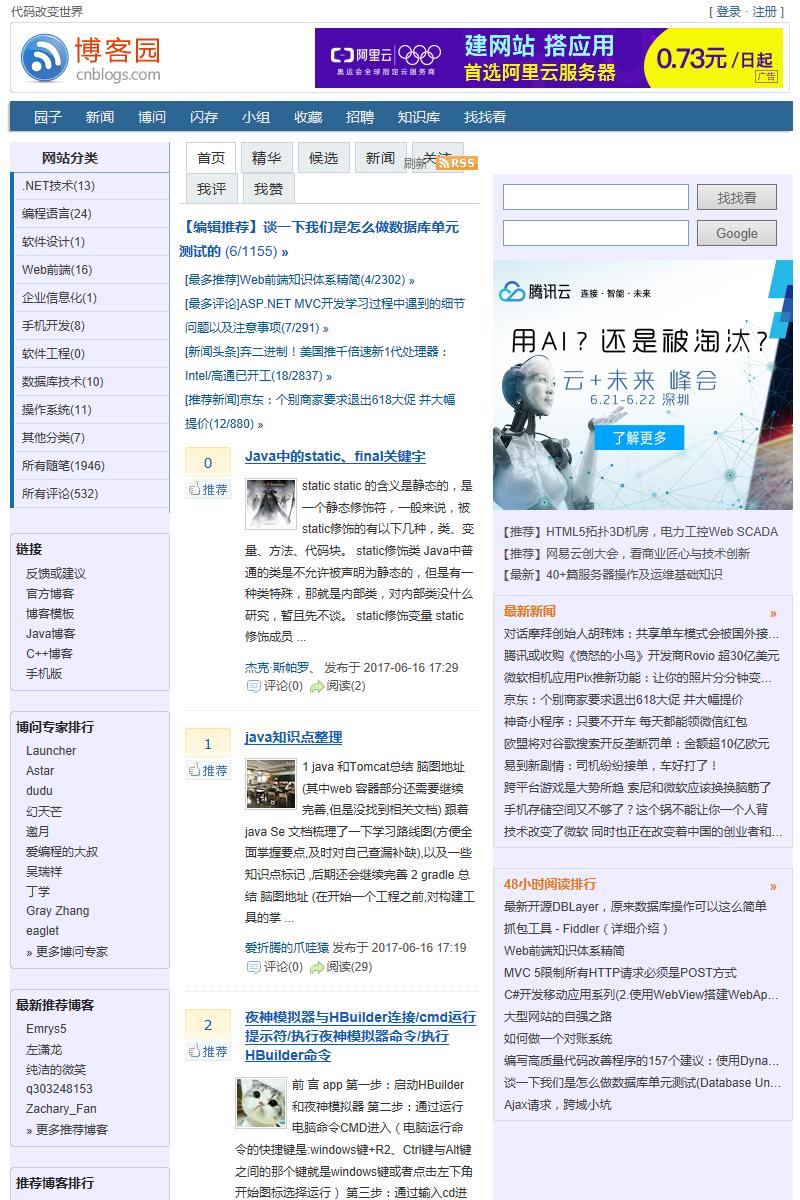 代码改变世界
[ 登录 · 注册 ]
博客园
cnblogs.com
阿里云
奥运会全球指定云服务商
建网站 搭应用
首选阿里云服务器
0.73元 /日起
广告
园子 新闻 博问 闪存 小组 收藏 招聘 知识库 找找看
网站分类
.NET技术(13)
编程语言(24)
软件设计(1)
Web前端(16)
企业信息化(1)
手机开发(8)
软件工程(0)
数据库技术(10)
操作系统(11)
其他分类(7)
所有随笔(1946)
所有评论(532)
链接
反馈或建议
官方博客
博客模板
Java博客
C++博客
手机版
博问专家排行
Launcher
Astar
dudu
幻天芒
邀月
爱编程的大叔
吴瑞祥
丁学
Gray Zhang
eaglet
» 更多博问专家
最新推荐博客
Emrys5
左潇龙
纯洁的微笑
q303248153
Zachary_Fan
» 更多推荐博客
推荐博客排行
首页 精华 候选 新闻 关注
刷新 RSS
我评 我赞
【编辑推荐】谈一下我们是怎么做数据库单元
测试的 (6/1155) »
[最多推荐]Web前端知识体系精简(4/2302) »
[最多评论]ASP.NET MVC开发学习过程中遇到的细节
问题以及注意事项(7/291) »
[新闻头条]弃二进制！美国推千倍速新1代处理器：
Intel/高通已开工(18/2837) »
[推荐新闻]京东：个别商家要求退出618大促 并大幅
提价(12/880) »
0
推荐
Java中的static、final关键字
static static 的含义是静态的，是
一个静态修饰符，一般来说，被
static修饰的有以下几种，类、变
量、方法、代码块。 static修饰类 Java中普
通的类是不允许被声明为静态的，但是有一
种类特殊，那就是内部类，对内部类没什么
研究，暂且先不谈。 static修饰变量 static
修饰成员 ...
杰克·斯帕罗、 发布于 2017-06-16 17:29
评论(0) 阅读(2)
1
推荐
java知识点整理
1 java 和Tomcat总结 脑图地址
(其中web 容器部分还需要继续
完善,但是没找到相关文档) 跟着
java Se 文档梳理了一下学习路线图(方便全
面掌握要点,及时对自己查漏补缺),以及一些
知识点标记 ,后期还会继续完善 2 gradle 总
结 脑图地址 (在开始一个工程之前,对构建工
具的掌 ...
爱折腾的爪哇猿 发布于 2017-06-16 17:19
评论(0) 阅读(29)
2
推荐
夜神模拟器与HBuilder连接/cmd运行
提示符/执行夜神模拟器命令/执行
HBuilder命令
前 言 app 第一步：启动HBuilder
和夜神模拟器 第二步：通过运行
电脑命令CMD进入（电脑运行命
令的快捷键是:windows键+R2、Ctrl键与Alt键
之间的那个键就是windows键或者点击左下角
开始图标选择运行） 第三步：通过输入cd进
找找看
Google
腾讯云 连接·智能·未来
用AI？还是被淘汰？
云+未来 峰会
6.21-6.22 深圳
了解更多
【推荐】HTML5拓扑3D机房，电力工控Web SCADA
【推荐】网易云创大会，看商业匠心与技术创新
【最新】40+篇服务器操作及运维基础知识
最新新闻 »
对话摩拜创始人胡玮炜：共享单车模式会被国外接...
腾讯或收购《愤怒的小鸟》开发商Rovio 超30亿美元
微软相机应用Pix推新功能：让你的照片分分钟变...
京东：个别商家要求退出618大促 并大幅提价
神奇小程序：只要不开车 每天都能领微信红包
欧盟将对谷歌搜索开反垄断罚单：金额超10亿欧元
易到新剧情：司机纷纷接单，车好打了！
跨平台游戏是大势所趋 索尼和微软应该换换脑筋了
手机存储空间又不够了？这个锅不能让你一个人背
技术改变了微软 同时也正在改变着中国的创业者和...
48小时阅读排行 »
最新开源DBLayer，原来数据库操作可以这么简单
抓包工具 - Fiddler（详细介绍）
Web前端知识体系精简
MVC 5限制所有HTTP请求必须是POST方式
C#开发移动应用系列(2.使用WebView搭建WebAp...
大型网站的自强之路
如何做一个对账系统
编写高质量代码改善程序的157个建议：使用Dyna...
谈一下我们是怎么做数据库单元测试(Database Un...
Ajax请求，跨域小坑